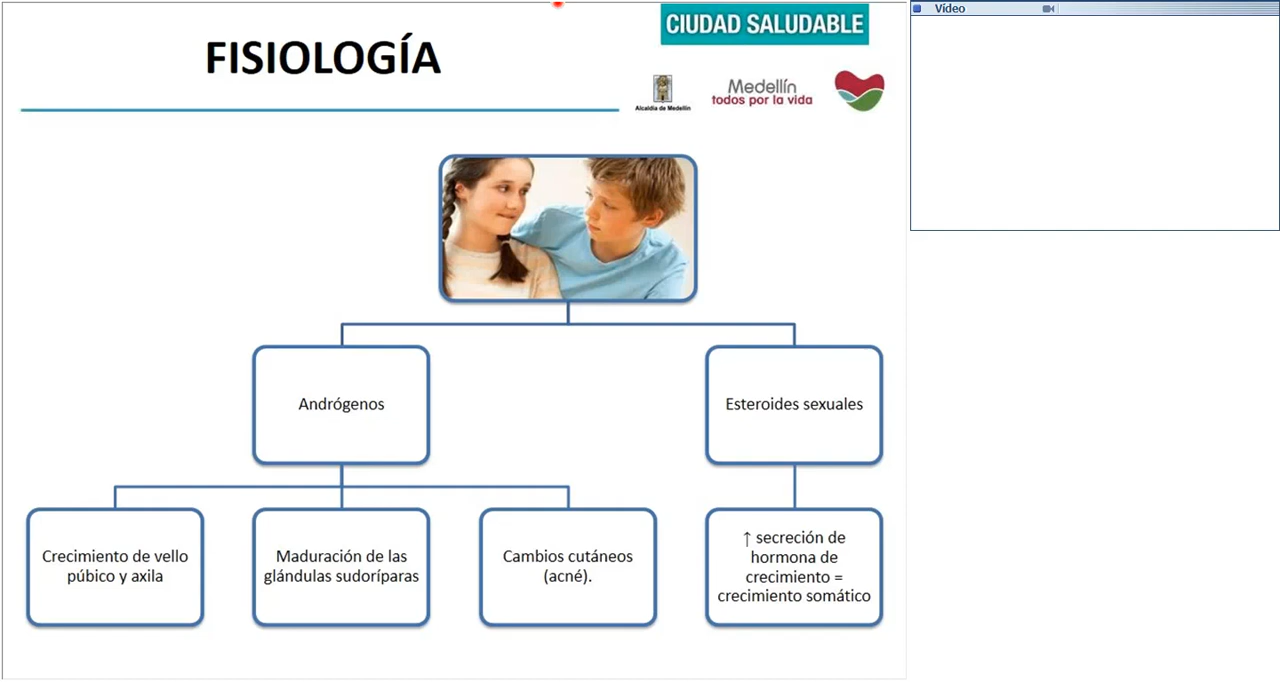 CIUDAD SALUDABLE
Vídeo
FISIOLOGÍA
Alcaldía de Medellín
Medellín
todos por la vida
Andrógenos
Esteroides sexuales
Crecimiento de vello
púbico y axila
Maduración de las
glándulas sudoríparas
Cambios cutáneos
(acné).
↑ secreción de
hormona de
crecimiento =
crecimiento somático